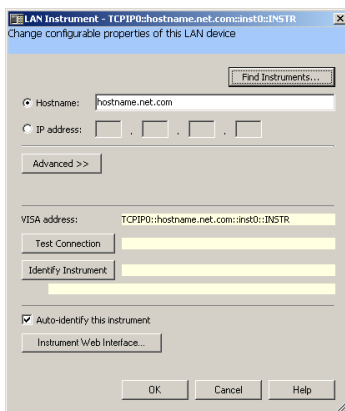 LAN Instrument - TCPIP0::hostname.net.com::inst0::INSTR
Change configurable properties of this LAN device
Find Instruments...
Hostname: hostname.net.com
IP address: . . .
Advanced >>
VISA address: TCPIP0::hostname.net.com::inst0::INSTR
Test Connection
Identify Instrument
Auto-identify this instrument
Instrument Web Interface...
OK Cancel Help